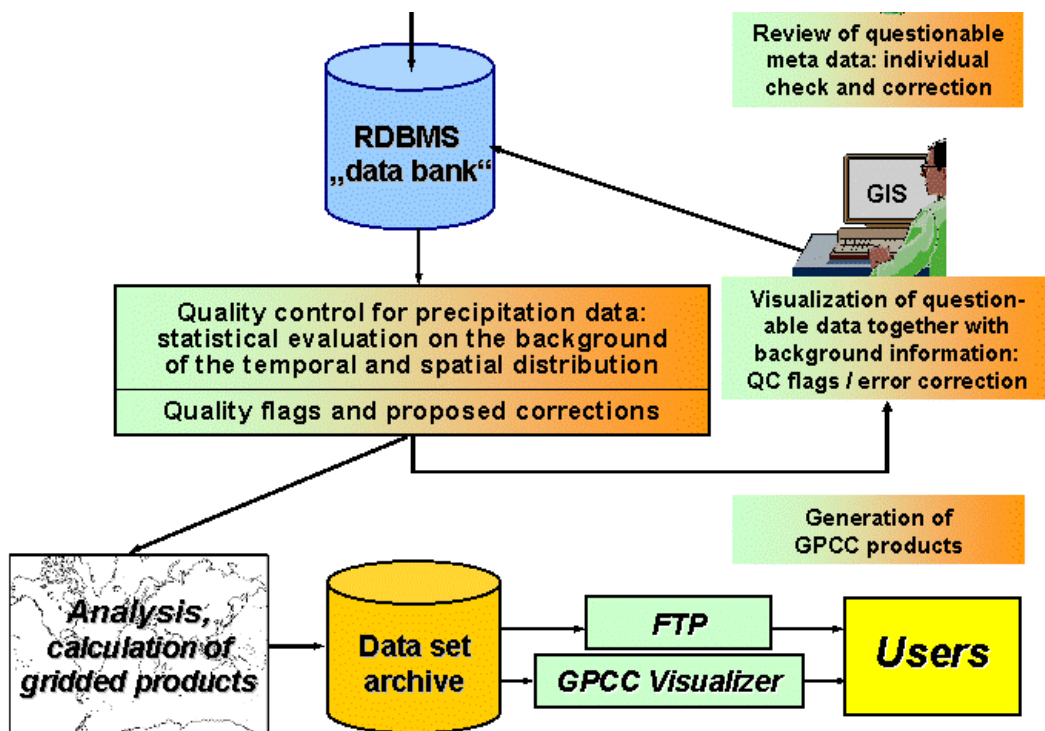 Review of questionable
meta data: individual
check and correction
RDBMS
„data bank“
GIS
Quality control for precipitation data:
statistical evaluation on the background
of the temporal and spatial distribution
Quality flags and proposed corrections
Visualization of question-
able data together with
background information:
QC flags / error correction
Generation of
GPCC products
Analysis,
calculation of
gridded products
Data set
archive
FTP
GPCC Visualizer
Users